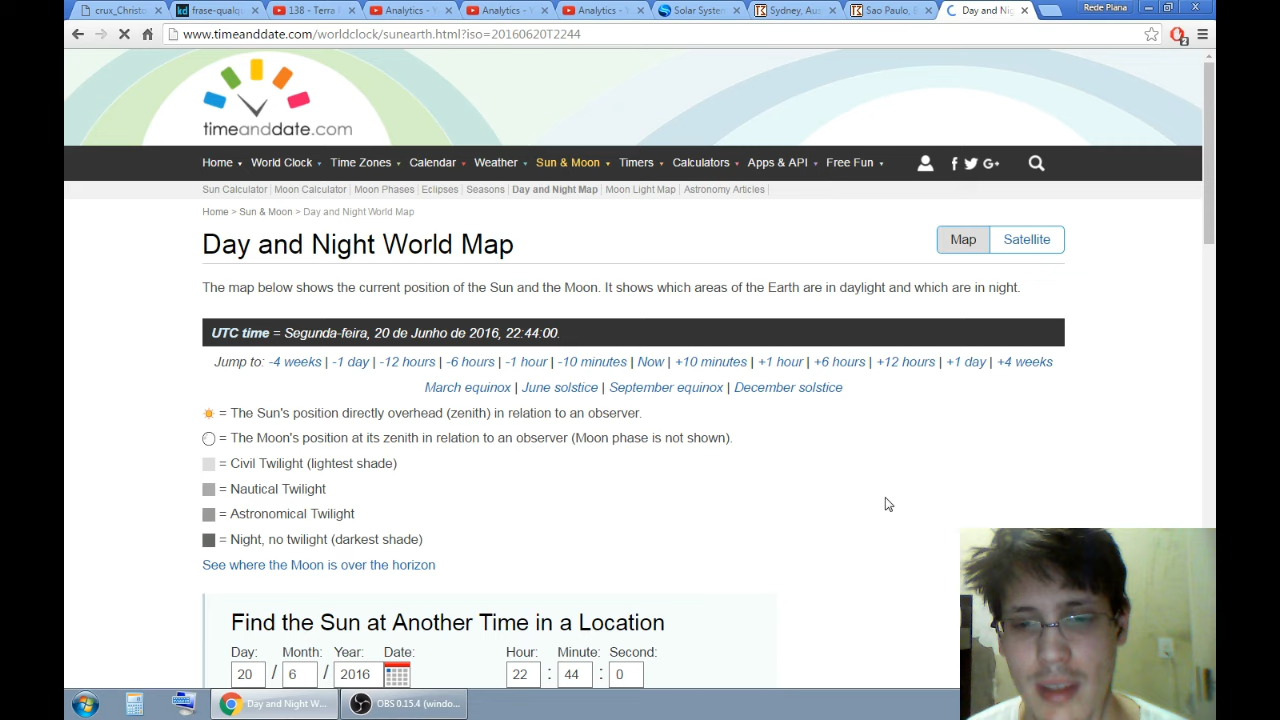 crux_Christo
frase-qualqu
138 - Terra P
Analytics - Y
Analytics - Y
Analytics - Y
Solar System
Sydney, Aus
Sao Paulo, B
Day and Nig
Rede Plana
www.timeanddate.com/worldclock/sunearth.html?iso=20160620T2244
2
timeanddate.com
Home World Clock Time Zones Calendar Weather Sun & Moon Timers Calculators Apps & API Free Fun
Sun Calculator | Moon Calculator | Moon Phases | Eclipses | Seasons | Day and Night Map | Moon Light Map | Astronomy Articles |
Home > Sun & Moon > Day and Night World Map
Day and Night World Map
Map Satellite
The map below shows the current position of the Sun and the Moon. It shows which areas of the Earth are in daylight and which are in night.
UTC time = Segunda-feira, 20 de Junho de 2016, 22:44:00.
Jump to: -4 weeks | -1 day | -12 hours | -6 hours | -1 hour | -10 minutes | Now | +10 minutes | +1 hour | +6 hours | +12 hours | +1 day | +4 weeks
March equinox | June solstice | September equinox | December solstice
= The Sun's position directly overhead (zenith) in relation to an observer.
= The Moon's position at its zenith in relation to an observer (Moon phase is not shown).
= Civil Twilight (lightest shade)
= Nautical Twilight
= Astronomical Twilight
= Night, no twilight (darkest shade)
See where the Moon is over the horizon
Find the Sun at Another Time in a Location
Day: Month: Year: Date: Hour: Minute: Second:
20 / 6 / 2016 22 : 44 : 0
Day and Night W...
OBS 0.15.4 (windo...